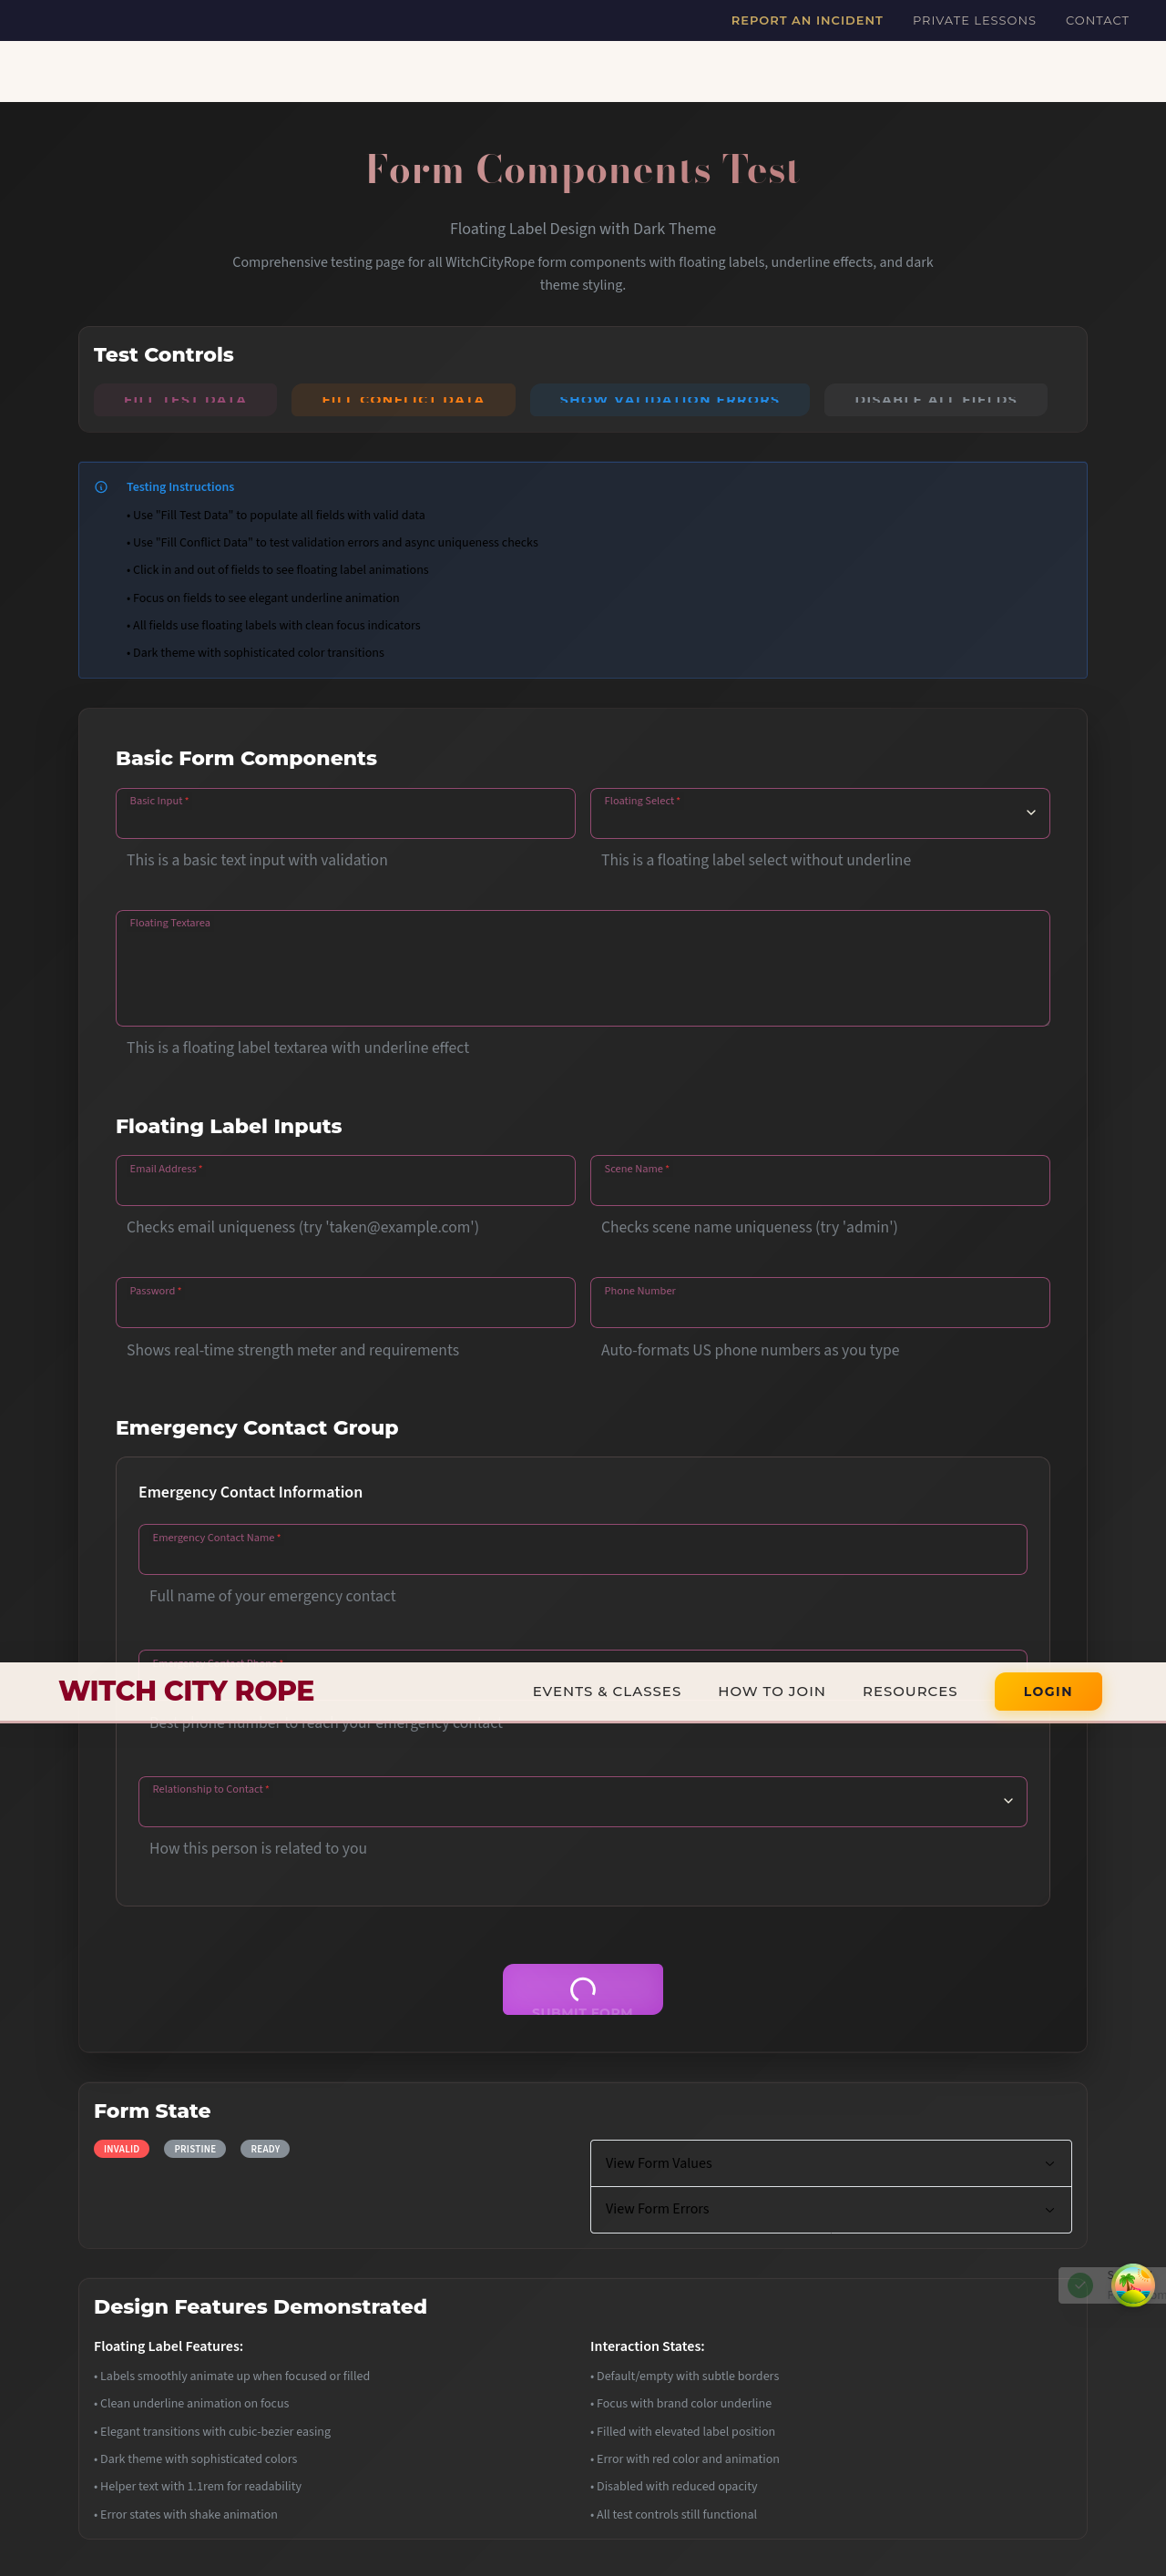 REPORT AN INCIDENT PRIVATE LESSONS CONTACT
Form Components Test
Floating Label Design with Dark Theme
Comprehensive testing page for all WitchCityRope form components with floating labels, underline effects, and dark
theme styling.
Test Controls
FILL TEST DATA FILL CONFLICT DATA SHOW VALIDATION ERRORS DISABLE ALL FIELDS
Testing Instructions
• Use "Fill Test Data" to populate all fields with valid data
• Use "Fill Conflict Data" to test validation errors and async uniqueness checks
• Click in and out of fields to see floating label animations
• Focus on fields to see elegant underline animation
• All fields use floating labels with clean focus indicators
• Dark theme with sophisticated color transitions
Basic Form Components
Basic Input * Floating Select *
This is a basic text input with validation This is a floating label select without underline
Floating Textarea
This is a floating label textarea with underline effect
Floating Label Inputs
Email Address * Scene Name *
Checks email uniqueness (try 'taken@example.com') Checks scene name uniqueness (try 'admin')
Password * Phone Number
Shows real-time strength meter and requirements Auto-formats US phone numbers as you type
Emergency Contact Group
Emergency Contact Information
Emergency Contact Name *
Full name of your emergency contact
Emergency Contact Phone *
WITCH CITY ROPE EVENTS & CLASSES HOW TO JOIN RESOURCES LOGIN
Best phone number to reach your emergency contact
Relationship to Contact *
How this person is related to you
SUBMIT FORM
Form State
INVALID PRISTINE READY
View Form Values
View Form Errors
Design Features Demonstrated
Floating Label Features: Interaction States:
• Labels smoothly animate up when focused or filled • Default/empty with subtle borders
• Clean underline animation on focus • Focus with brand color underline
• Elegant transitions with cubic-bezier easing • Filled with elevated label position
• Dark theme with sophisticated colors • Error with red color and animation
• Helper text with 1.1rem for readability • Disabled with reduced opacity
• Error states with shake animation • All test controls still functional